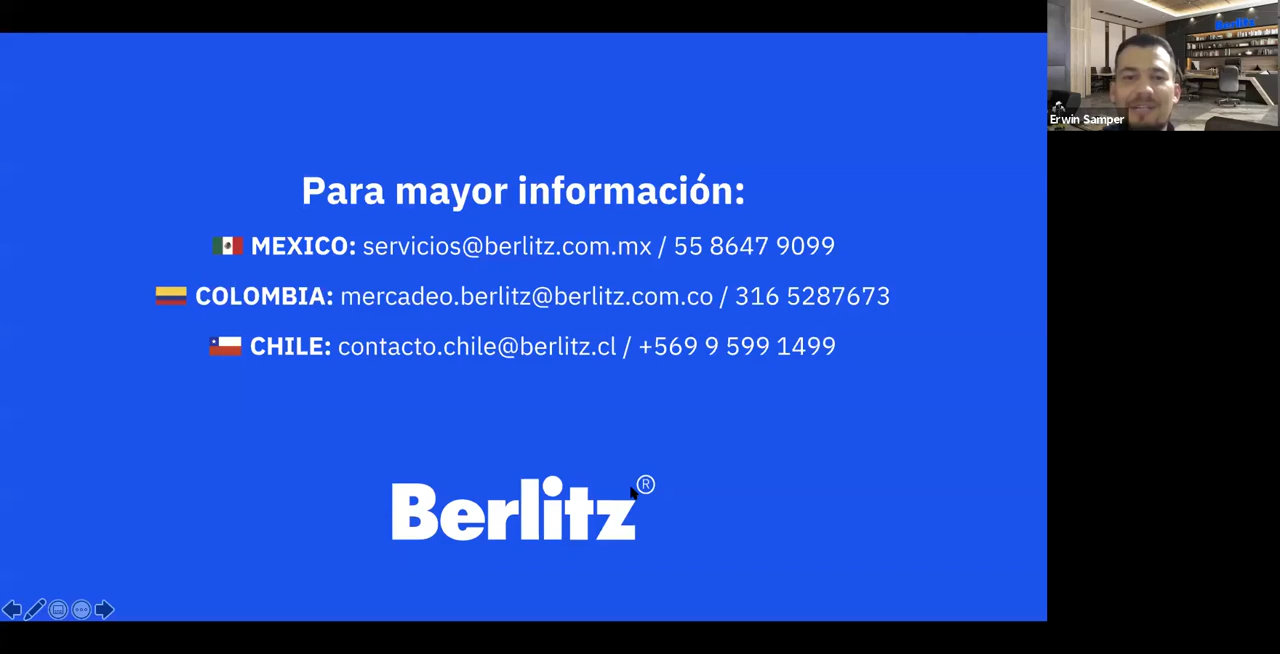 Para mayor información:
MEXICO: servicios@berlitz.com.mx / 55 8647 9099
COLOMBIA: mercadeo.berlitz@berlitz.com.co / 316 5287673
CHILE: contacto.chile@berlitz.cl / +569 9 599 1499
Berlitz®
Berlitz
Erwin Samper